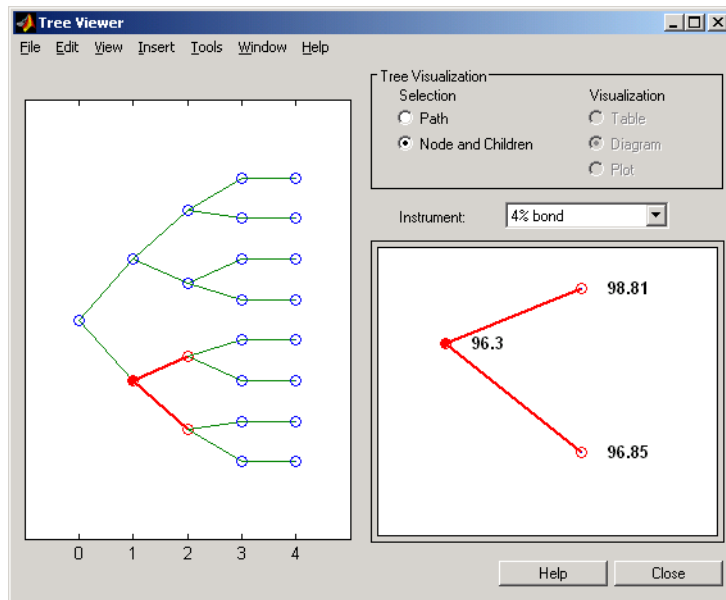 Tree Viewer
File Edit View Insert Tools Window Help
Tree Visualization
Selection
Visualization
Path
Table
Node and Children
Diagram
Plot
Instrument:
4% bond
98.81
96.3
96.85
0 1 2 3 4
Help
Close